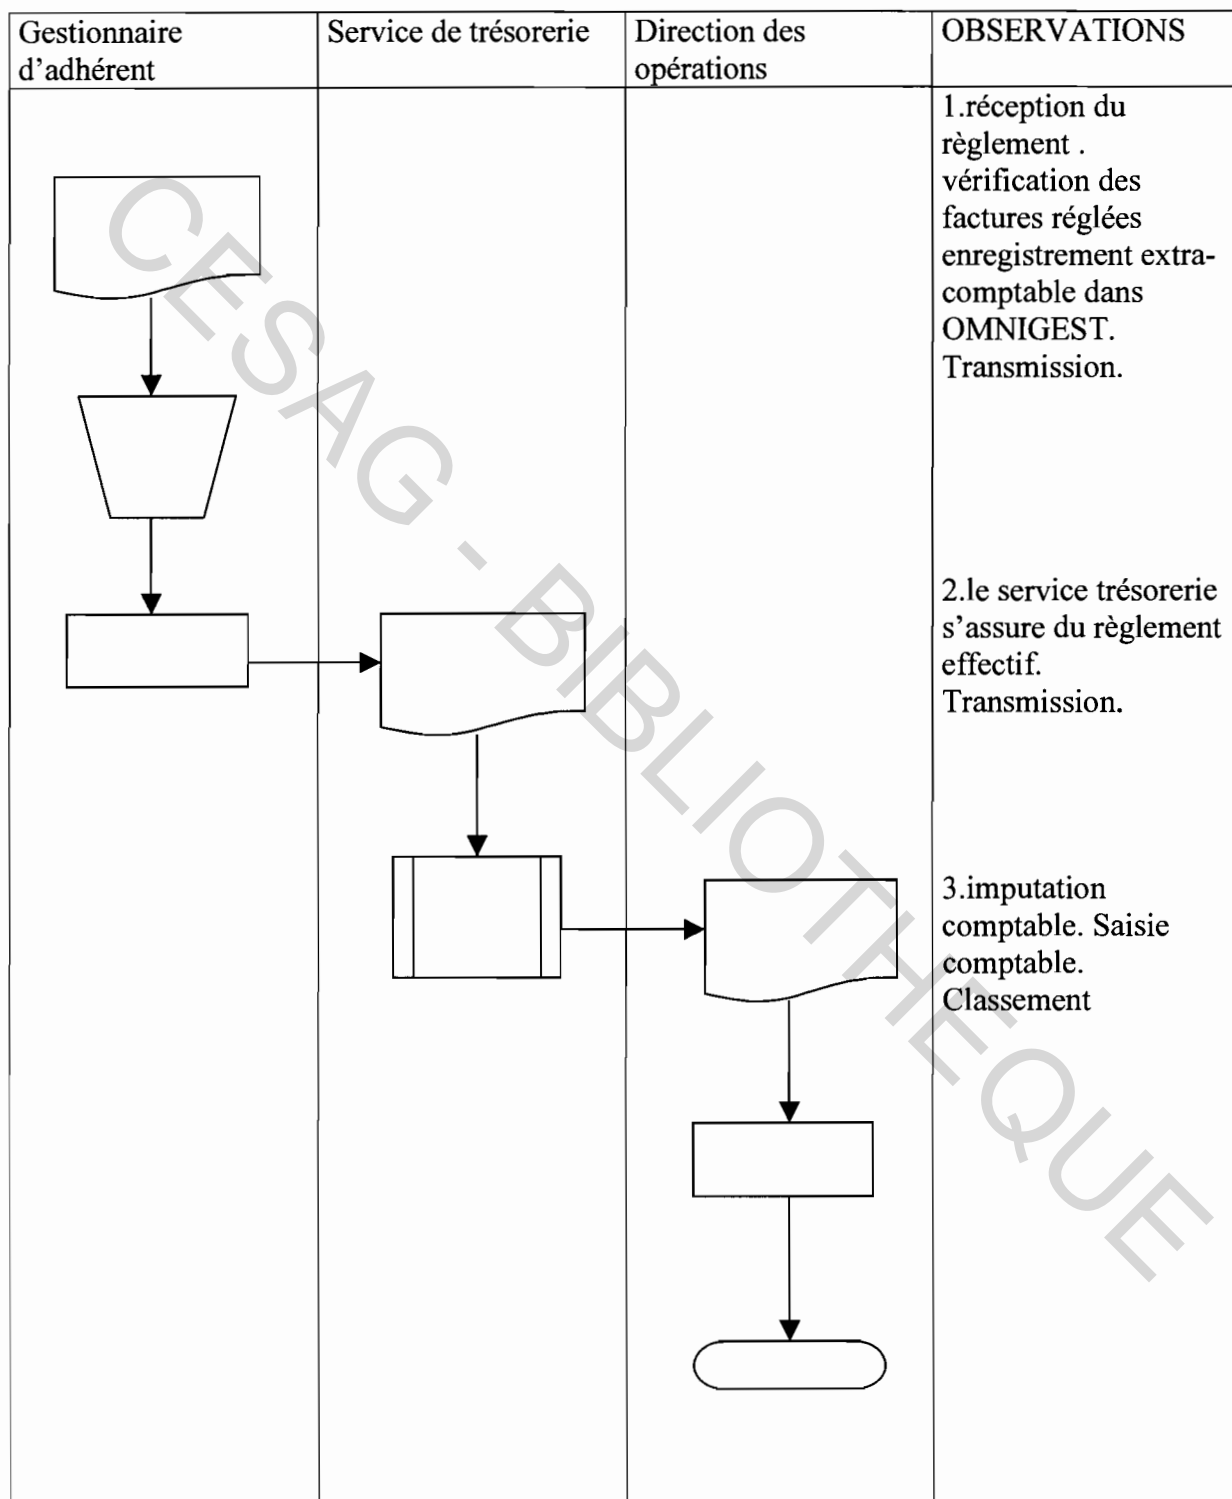 Gestionnaire
d’adhérent
Service de trésorerie
Direction des
opérations
OBSERVATIONS
1.réception du
règlement .
vérification des
factures réglées
enregistrement extra-
comptable dans
OMNIGEST.
Transmission.
2.le service trésorerie
s’assure du règlement
effectif.
Transmission.
3.imputation
comptable. Saisie
comptable.
Classement
CESAG - BIBLIOTHEQUE